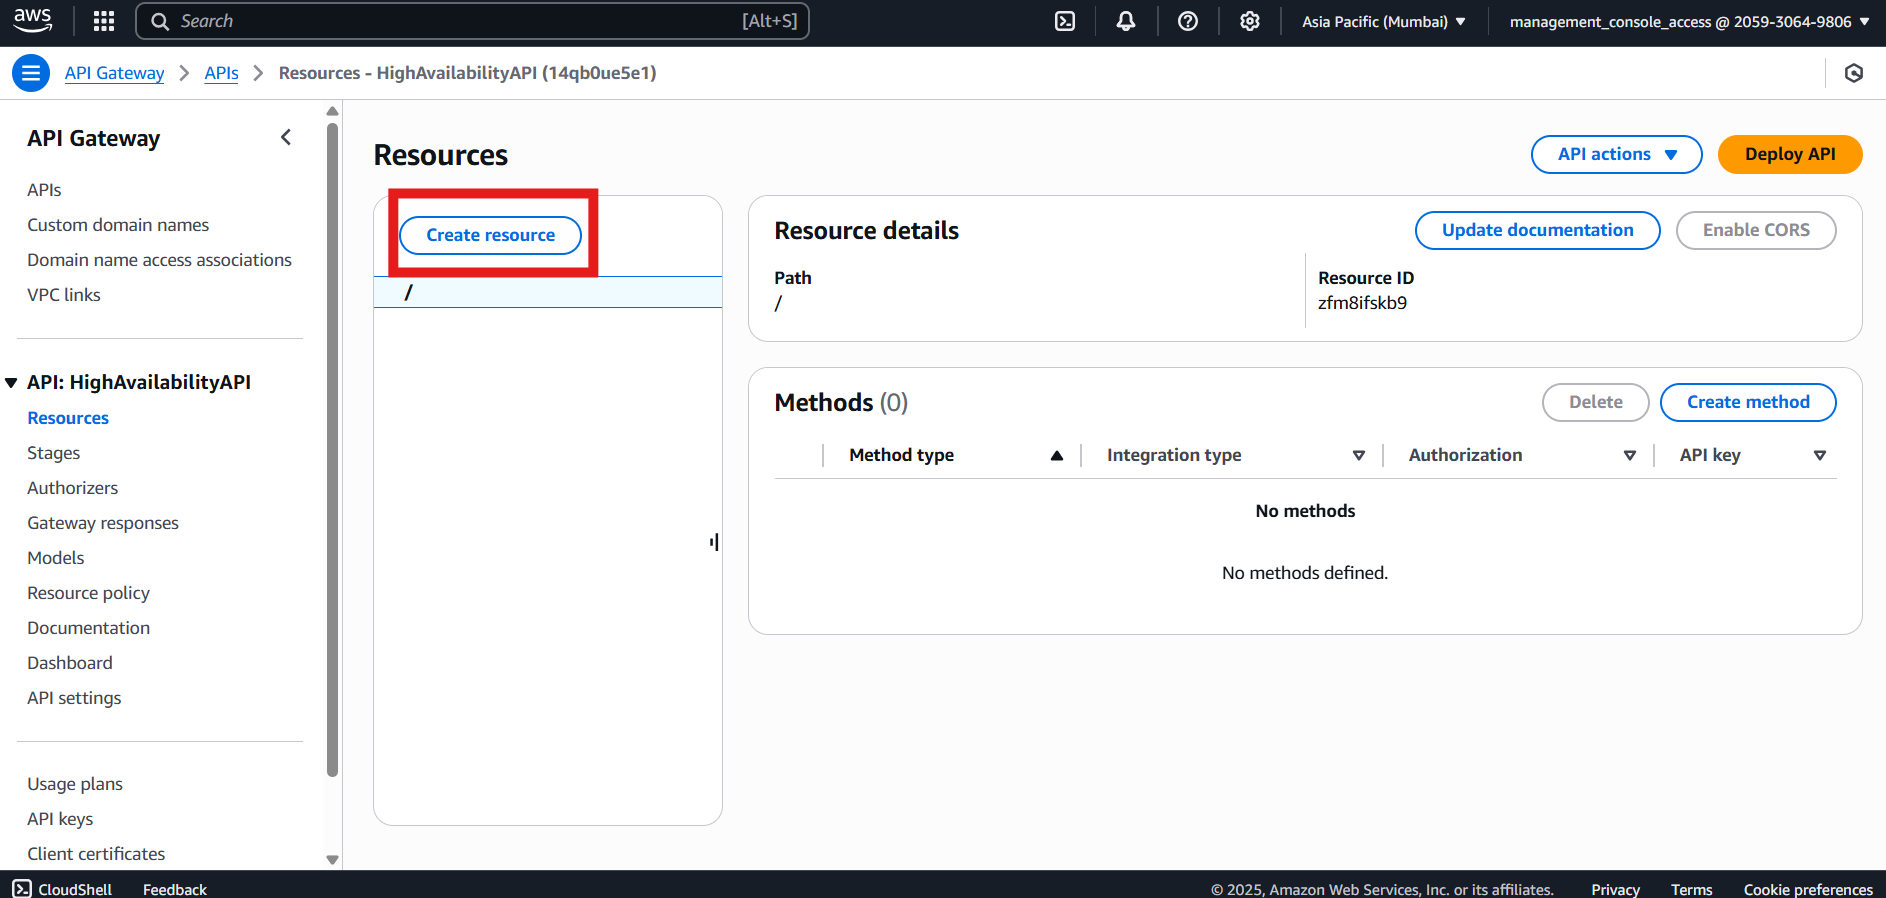 aws
Search [Alt+S]
Asia Pacific (Mumbai)
management_console_access @ 2059-3064-9806
API Gateway
APIs
Resources - HighAvailabilityAPI (14qb0ue5e1)
API Gateway
APIs
Custom domain names
Domain name access associations
VPC links
API: HighAvailabilityAPI
Resources
Stages
Authorizers
Gateway responses
Models
Resource policy
Documentation
Dashboard
API settings
Usage plans
API keys
Client certificates
Resources
API actions
Deploy API
Create resource
/
Resource details
Update documentation
Enable CORS
Path
/
Resource ID
zfm8ifskb9
Methods (0)
Delete
Create method
Method type
Integration type
Authorization
API key
No methods
No methods defined.
CloudShell
Feedback
© 2025, Amazon Web Services, Inc. or its affiliates.
Privacy
Terms
Cookie preferences